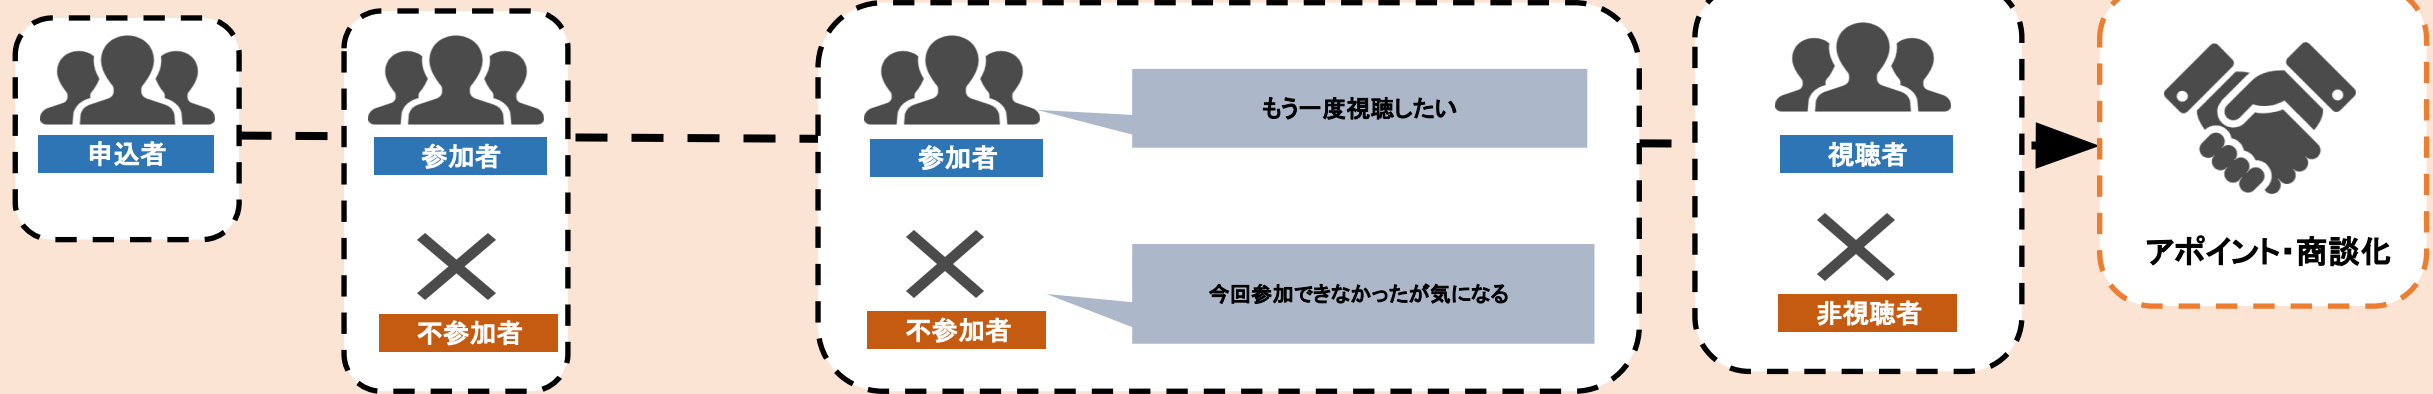 申込者
参加者
不参加者
参加者
もう一度視聴したい
不参加者
今回参加できなかったが気になる
視聴者
非視聴者
アポイント・商談化